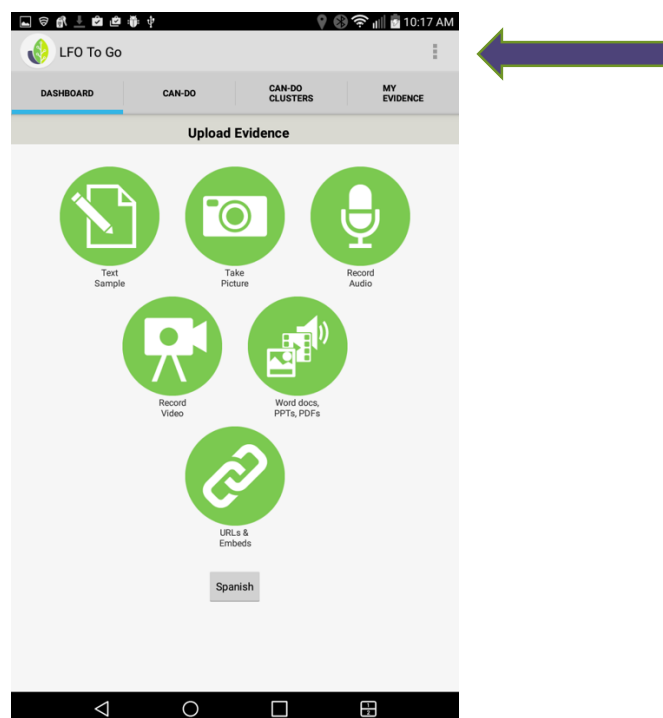 10:17 AM
LFO To Go
DASHBOARD
CAN-DO
CAN-DO
CLUSTERS
MY
EVIDENCE
Upload Evidence
Text
Sample
Take
Picture
Record
Audio
Record
Video
Word docs,
PPTs, PDFs
URLs &
Embeds
Spanish